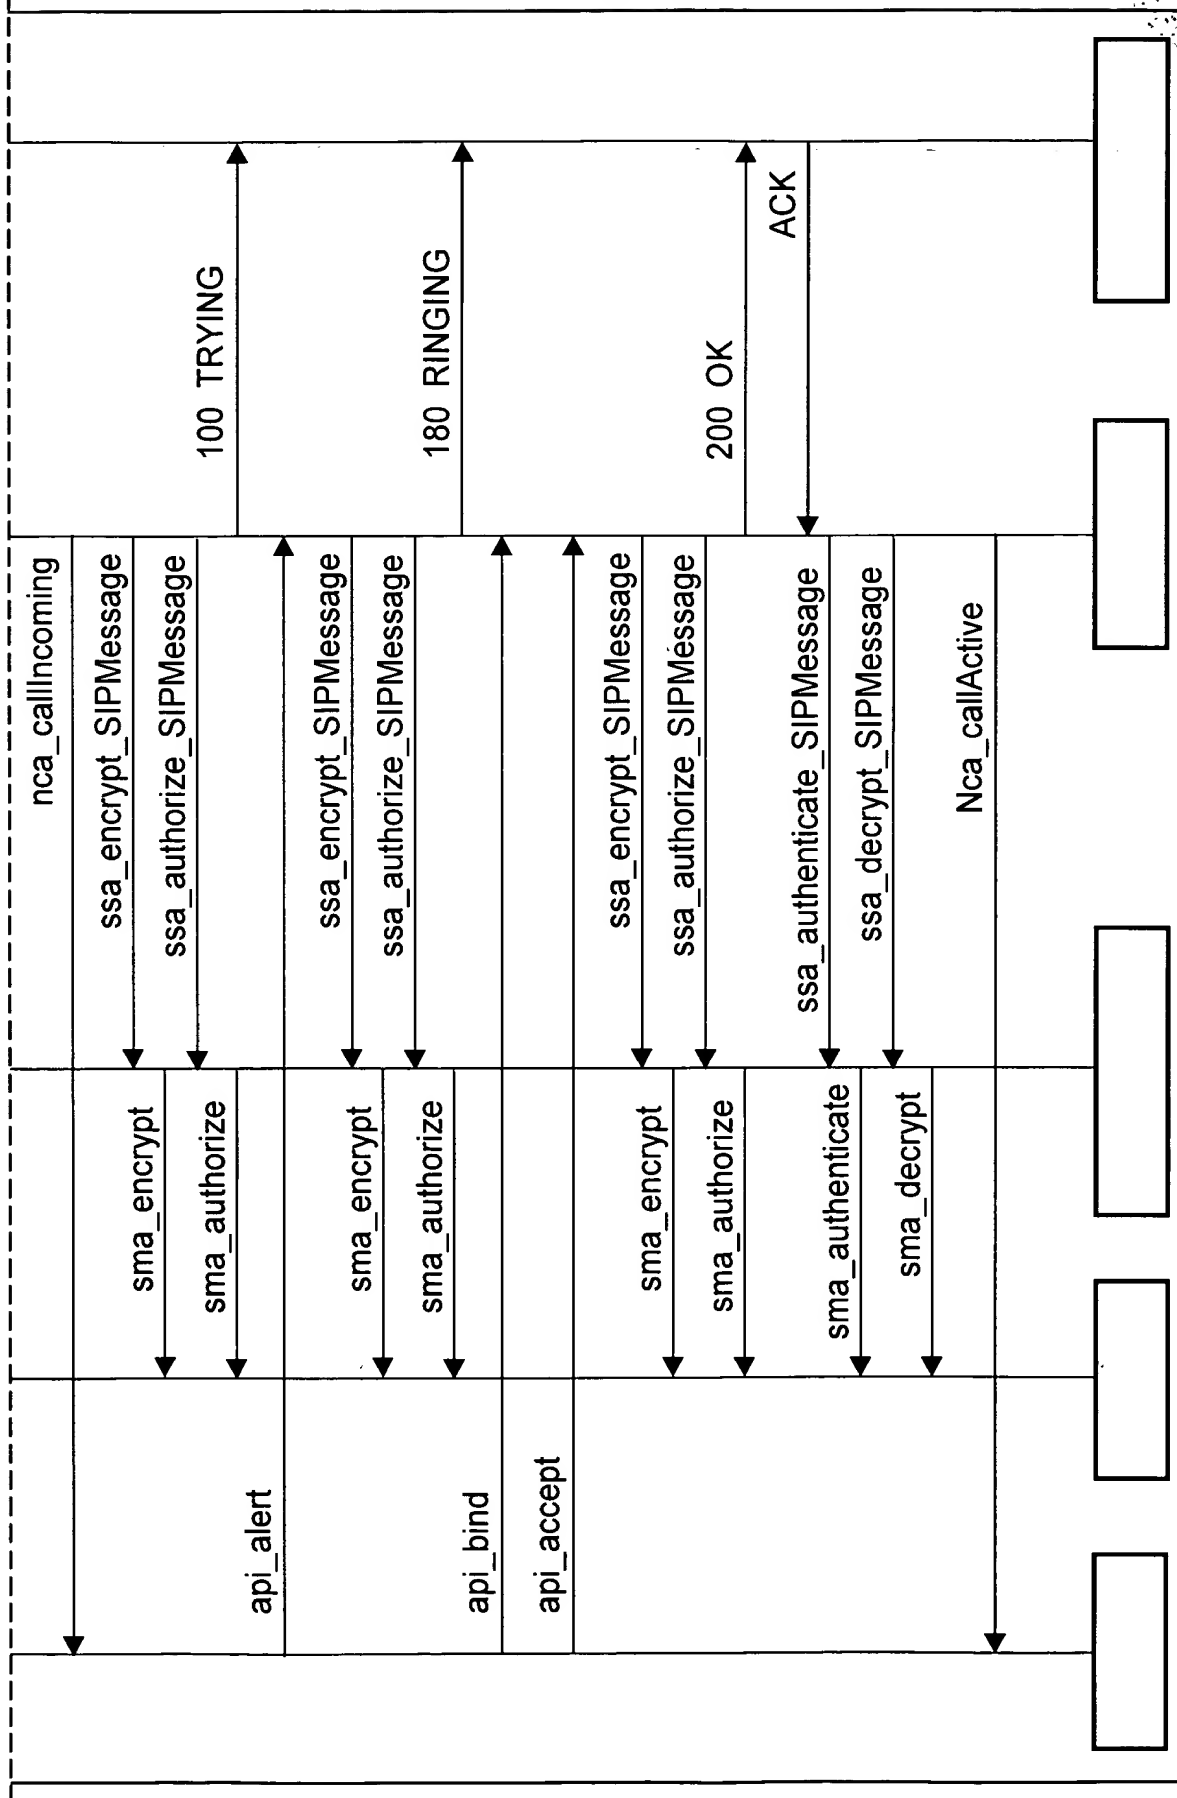 nca_callIncoming
ssa_encrypt_SIPMessage
sma_encrypt
ssa_authorize_SIPMessage
sma_authorize
100 TRYING
api_alert
ssa_encrypt_SIPMessage
sma_encrypt
ssa_authorize_SIPMessage
sma_authorize
180 RINGING
api_bind
api_accept
ssa_encrypt_SIPMessage
sma_encrypt
ssa_authorize_SIPMessage
sma_authorize
200 OK
ACK
ssa_authenticate_SIPMessage
sma_authenticate
ssa_decrypt_SIPMessage
sma_decrypt
Nca_callActive